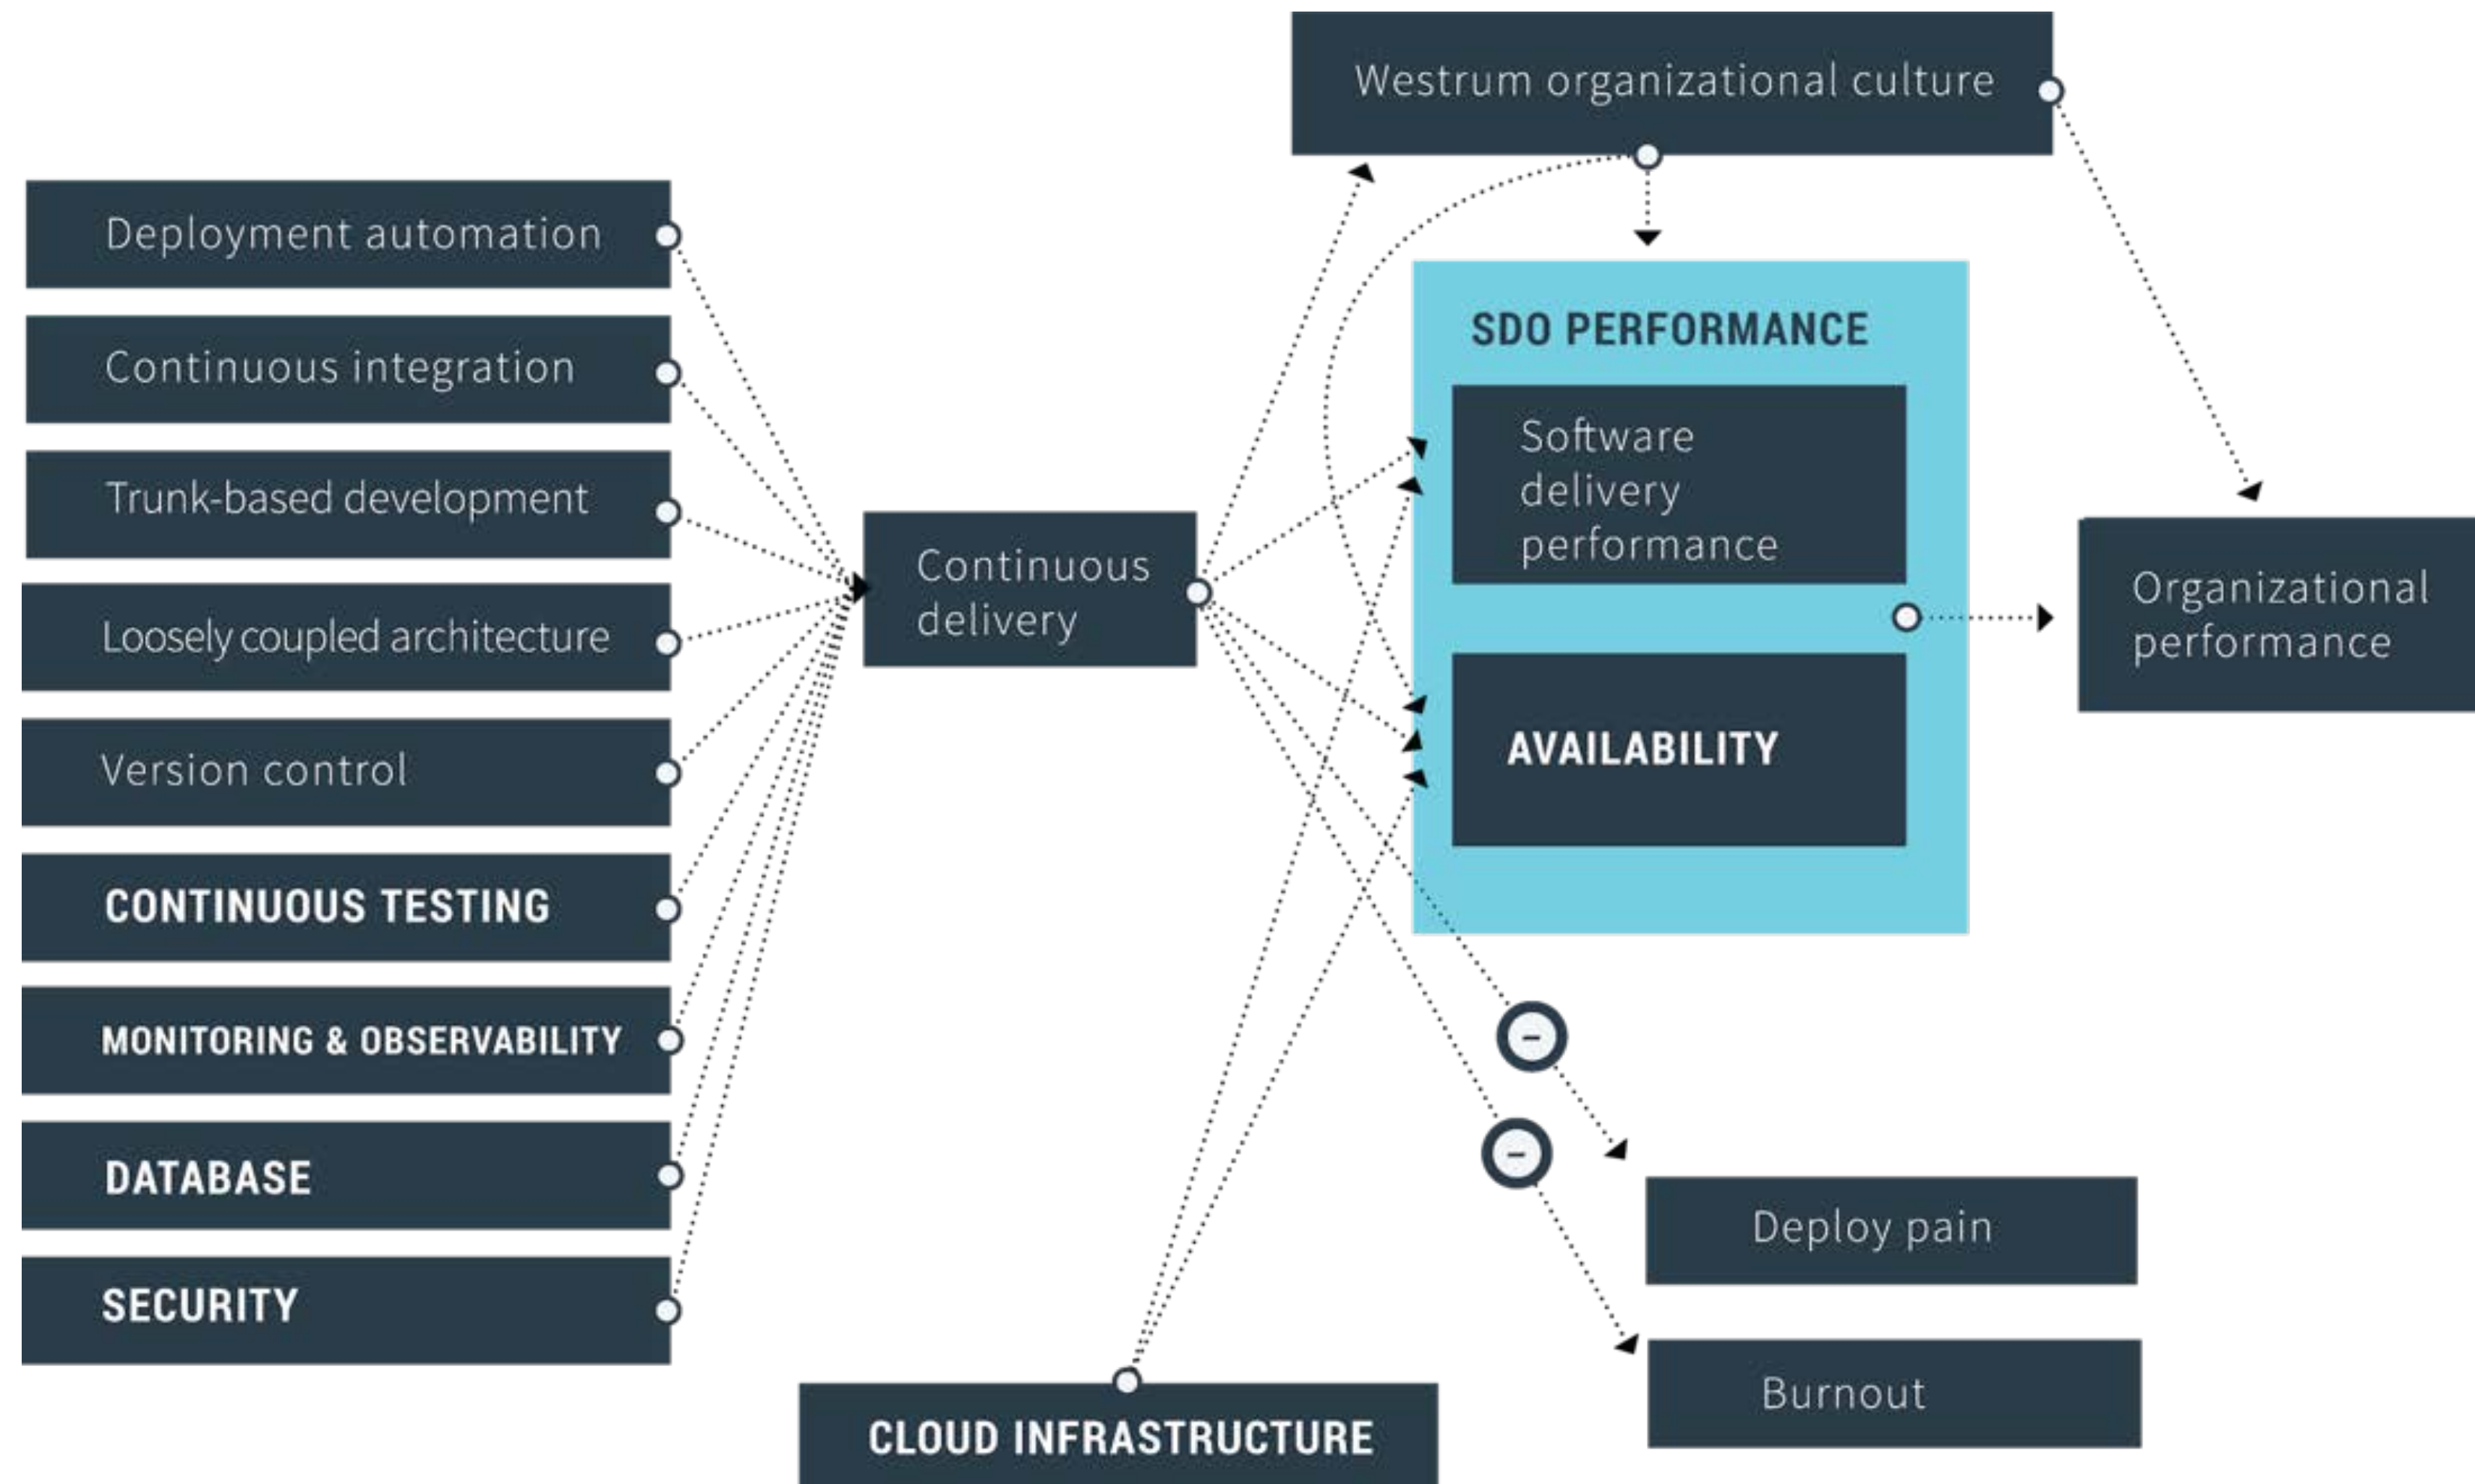 Westrum organizational culture
Deployment automation
Continuous integration
Trunk-based development
Loosely coupled architecture
Version control
CONTINUOUS TESTING
MONITORING & OBSERVABILITY
DATABASE
SECURITY
Continuous
delivery
SDO PERFORMANCE
Software
delivery
performance
AVAILABILITY
Organizational
performance
–
–
Deploy pain
Burnout
CLOUD INFRASTRUCTURE